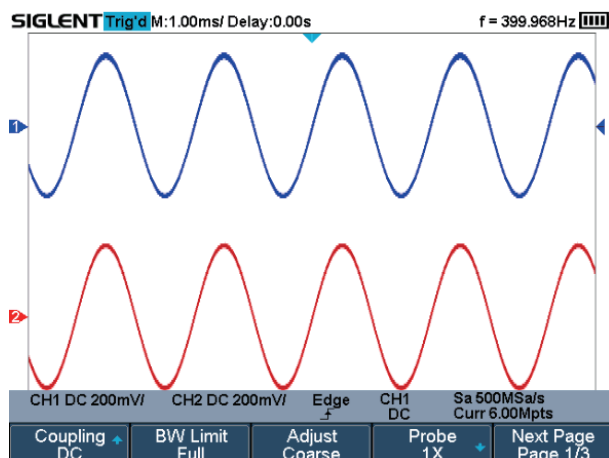 SIGLENT Trig'd M:1.00ms/ Delay:0.00s f = 399.968Hz
1
2
CH1 DC 200mV/ CH2 DC 200mV/ Edge CH1 Sa 500MSa/s
DC Curr 6.00Mpts
Coupling BW Limit Adjust Probe Next Page
DC Full Coarse 1X Page 1/3